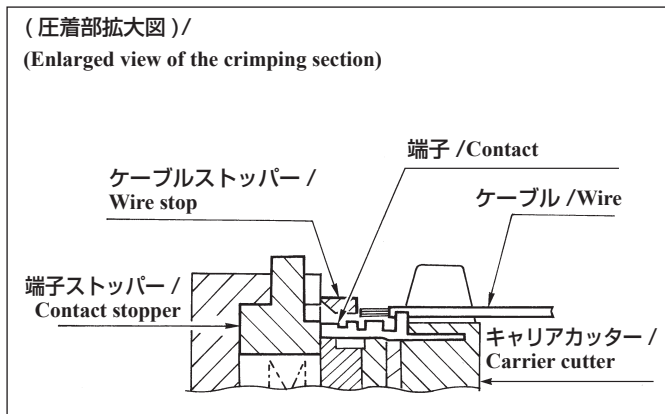 (圧着部拡大図)/
(Enlarged view of the crimping section)
端子 /Contact
ケーブルストッパー /
Wire stop
ケーブル /Wire
端子ストッパー /
Contact stopper
キャリアカッター /
Carrier cutter